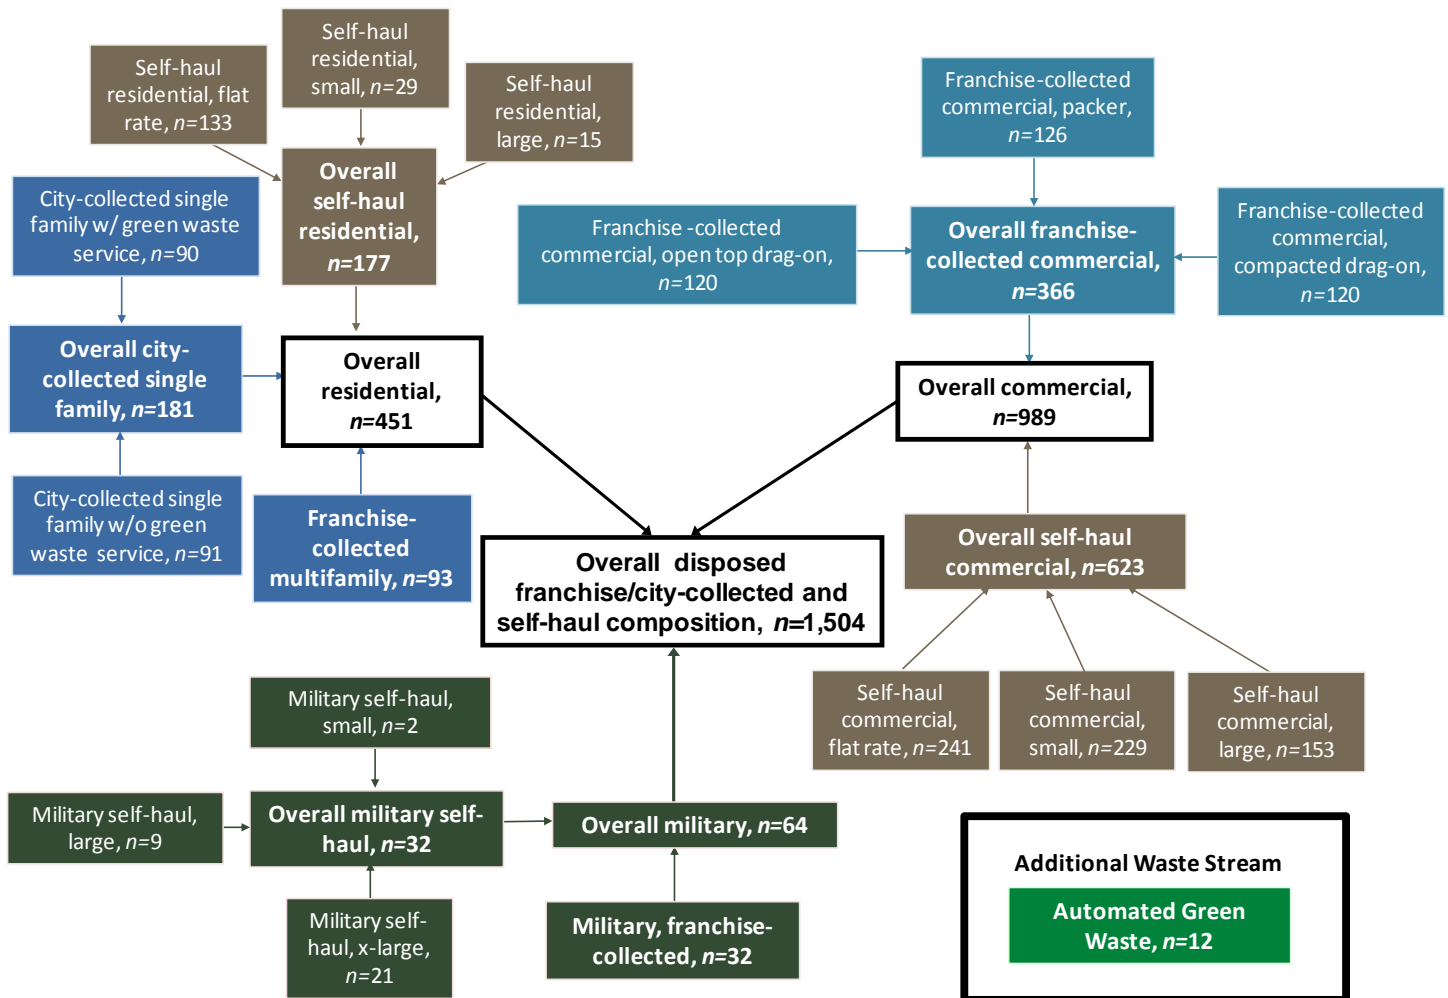 Self-haul
residential, flat
rate, n=133
Self-haul
residential,
small, n=29
Self-haul
residential,
large, n=15
Franchise-collected
commercial, packer,
n=126
City-collected single
family w/ green waste
service, n=90
Overall
self-haul
residential,
n=177
Franchise -collected
commercial, open top drag-on,
n=120
Overall franchise-
collected commercial,
n=366
Franchise-collected
commercial,
compacted drag-on,
n=120
Overall city-
collected single
family, n=181
Overall
residential,
n=451
Overall commercial,
n=989
City-collected single
family w/o green
waste service, n=91
Franchise-
collected
multifamily, n=93
Overall disposed
franchise/city-collected and
self-haul composition, n=1,504
Overall self-haul
commercial, n=623
Self-haul
commercial,
flat rate, n=241
Self-haul
commercial,
small, n=229
Self-haul
commercial,
large, n=153
Military self-haul,
small, n=2
Military self-haul,
large, n=9
Overall military self-
haul, n=32
Overall military, n=64
Military self-
haul, x-large,
n=21
Military, franchise-
collected, n=32
Additional Waste Stream
Automated Green
Waste, n=12